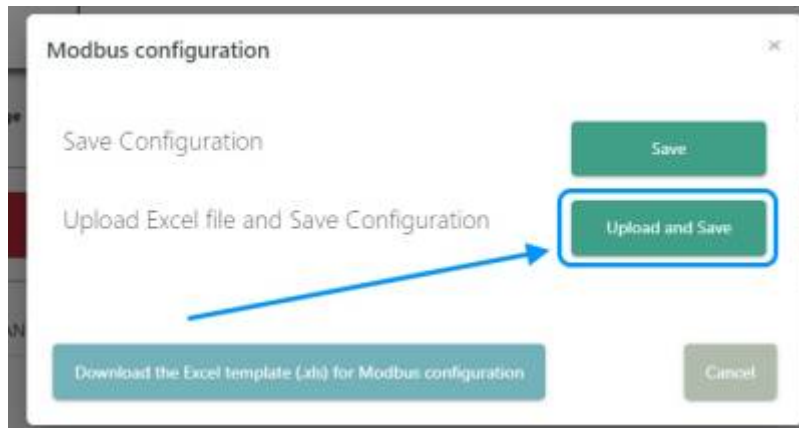 Modbus configuration ×
Save Configuration Save
Upload Excel file and Save Configuration Upload and Save
Download the Excel template (.xls) for Modbus configuration Cancel